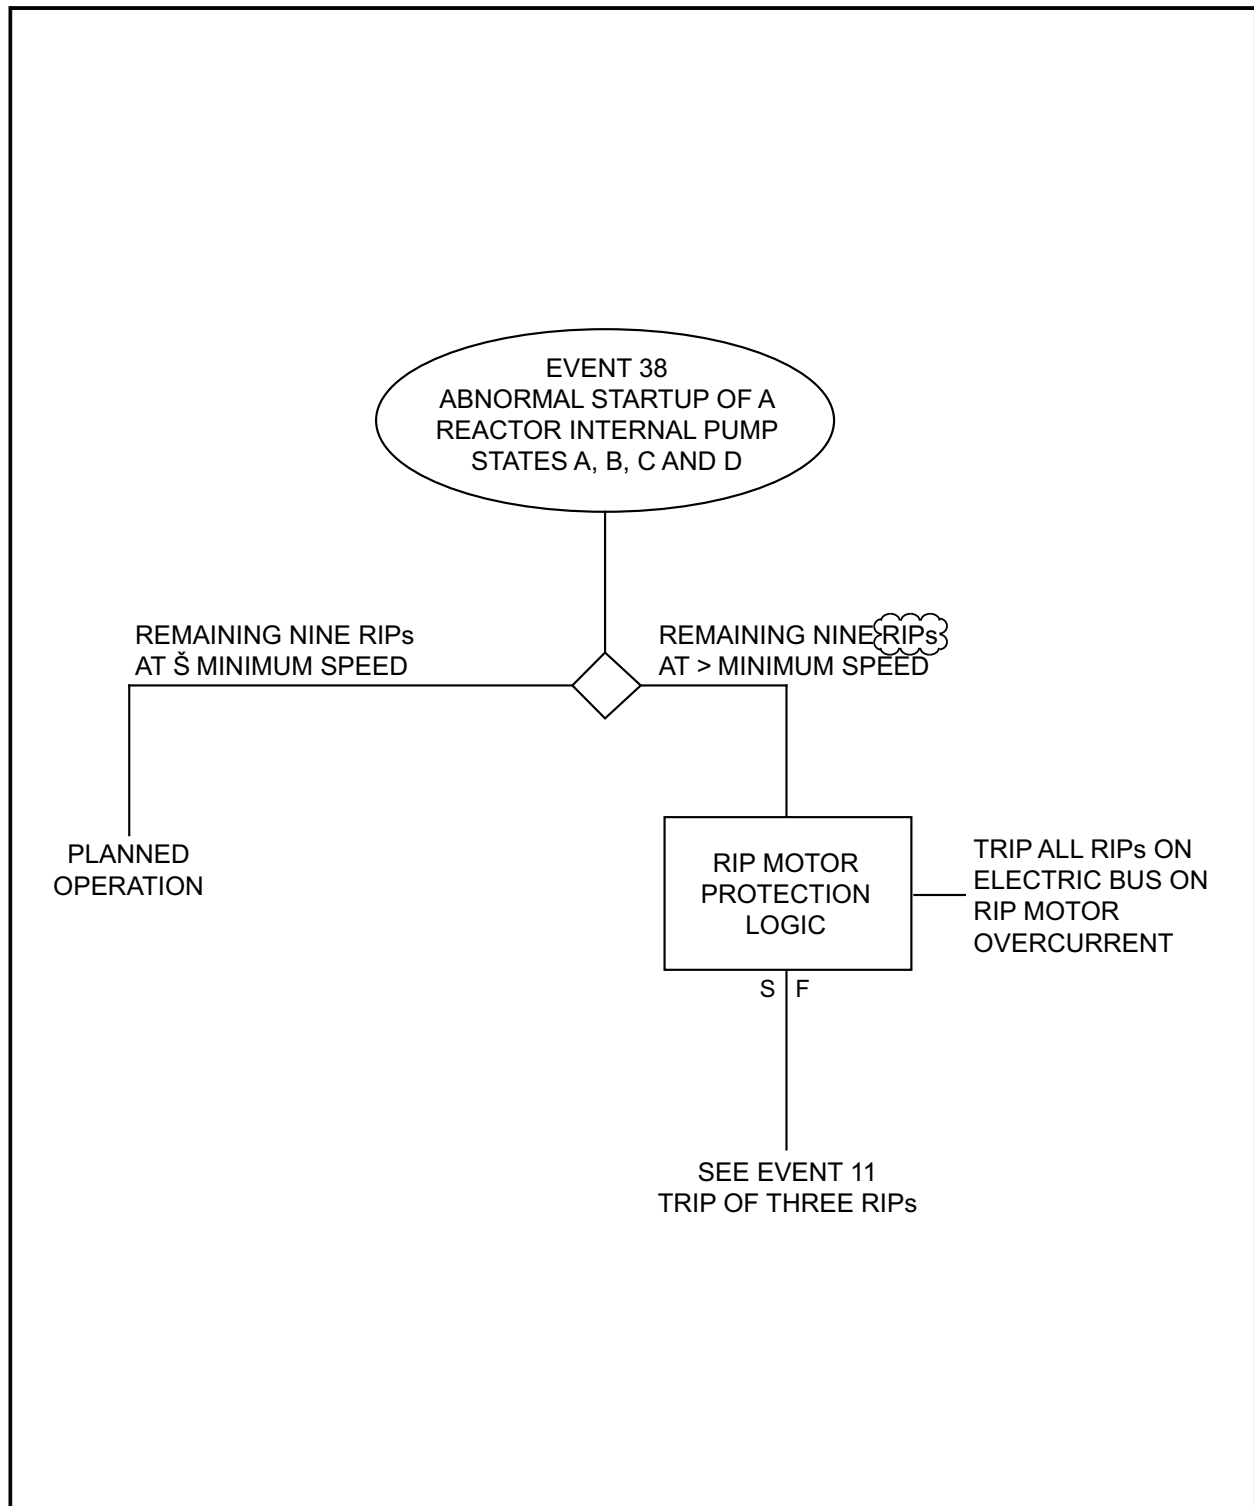 EVENT 38
ABNORMAL STARTUP OF A
REACTOR INTERNAL PUMP
STATES A, B, C AND D
REMAINING NINE RIPs
AT Š MINIMUM SPEED
REMAINING NINE RIPs
AT > MINIMUM SPEED
PLANNED
OPERATION
RIP MOTOR
PROTECTION
LOGIC
TRIP ALL RIPs ON
ELECTRIC BUS ON
RIP MOTOR
OVERCURRENT
S F
SEE EVENT 11
TRIP OF THREE RIPs